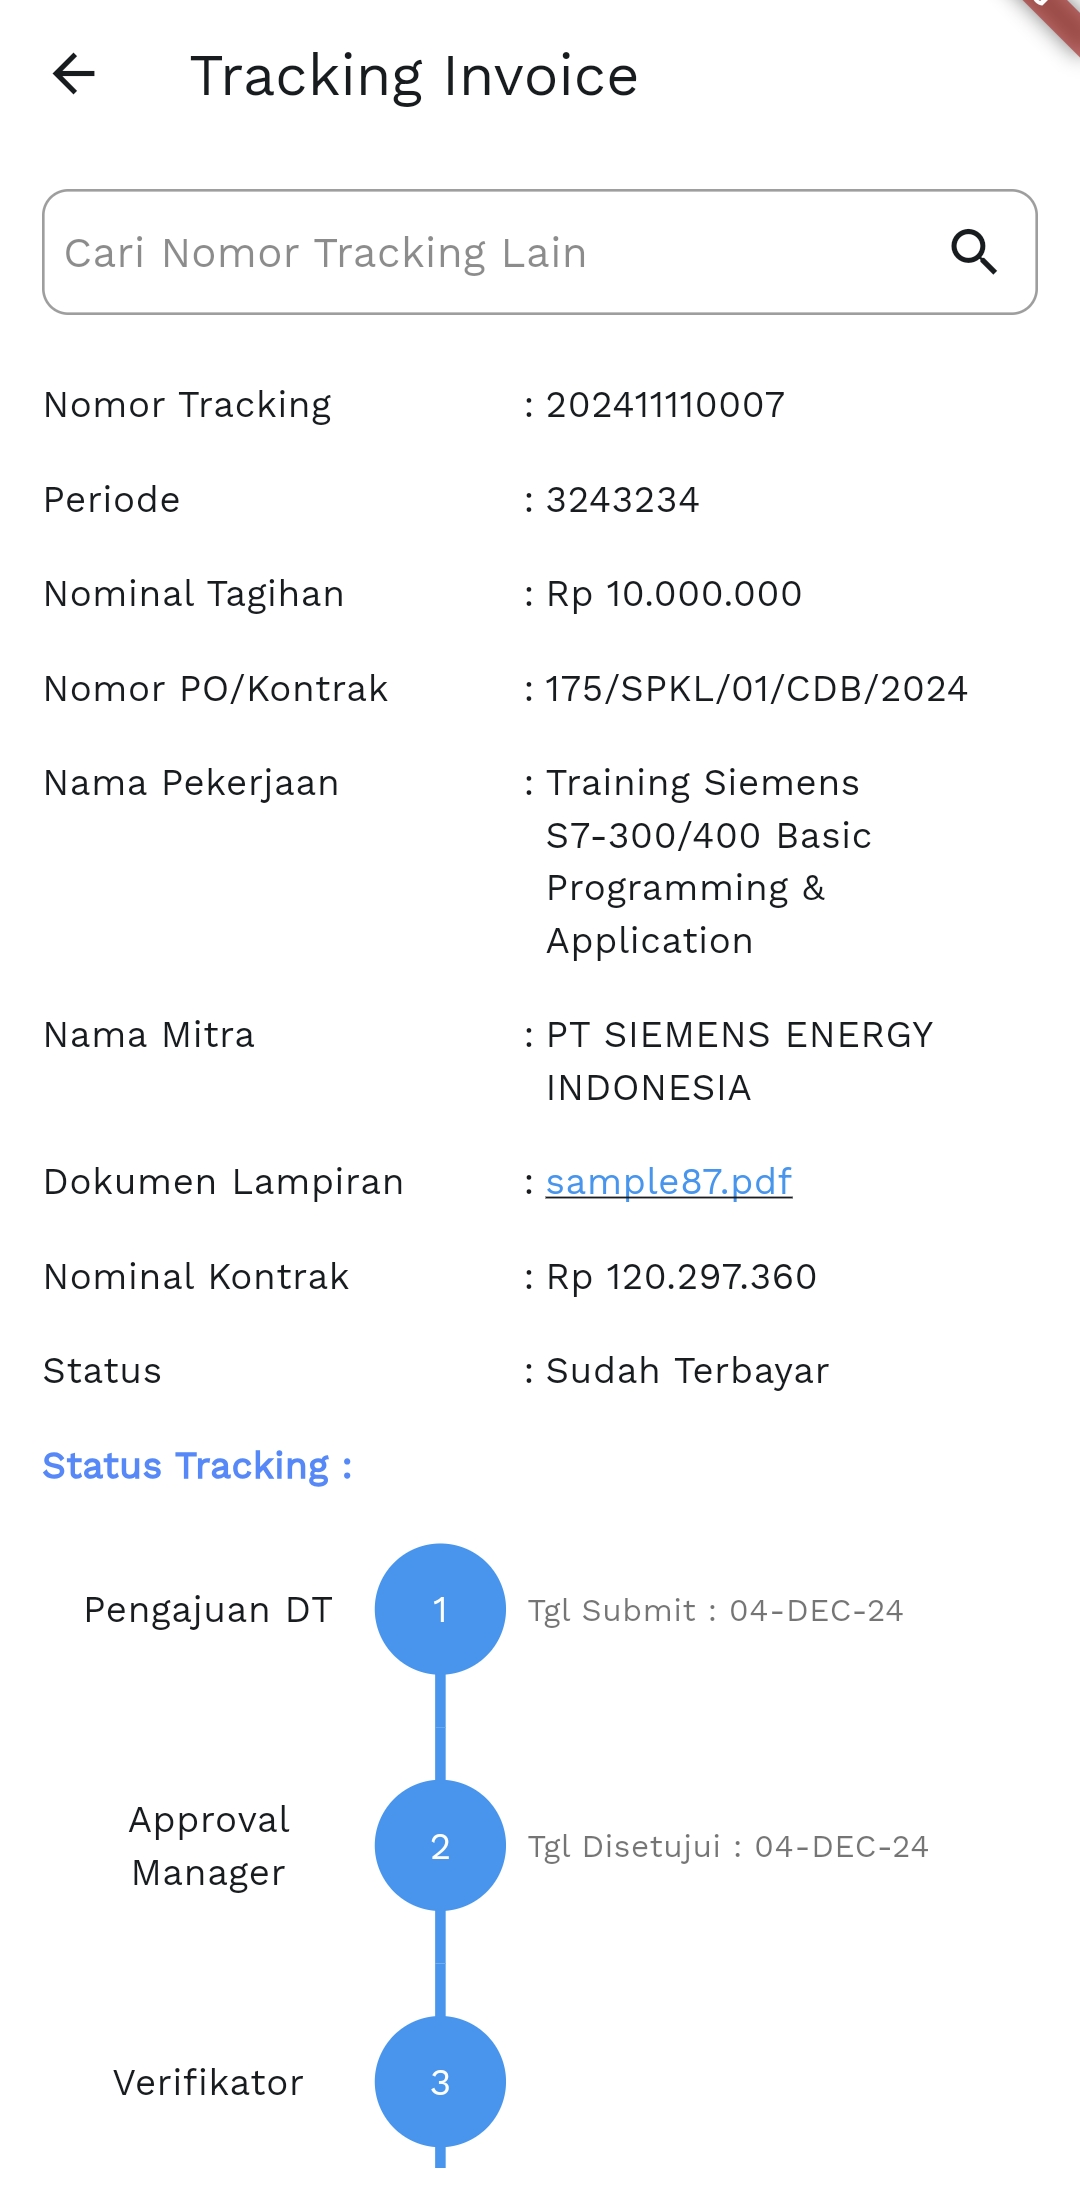 Tracking Invoice
Cari Nomor Tracking Lain
Nomor Tracking : 202411110007
Periode : 3243234
Nominal Tagihan : Rp 10.000.000
Nomor PO/Kontrak : 175/SPKL/01/CDB/2024
Nama Pekerjaan : Training Siemens
S7-300/400 Basic
Programming &
Application
Nama Mitra : PT SIEMENS ENERGY
INDONESIA
Dokumen Lampiran : sample87.pdf
Nominal Kontrak : Rp 120.297.360
Status : Sudah Terbayar
Status Tracking :
Pengajuan DT 1 Tgl Submit : 04-DEC-24
Approval
Manager
2 Tgl Disetujui : 04-DEC-24
Verifikator 3